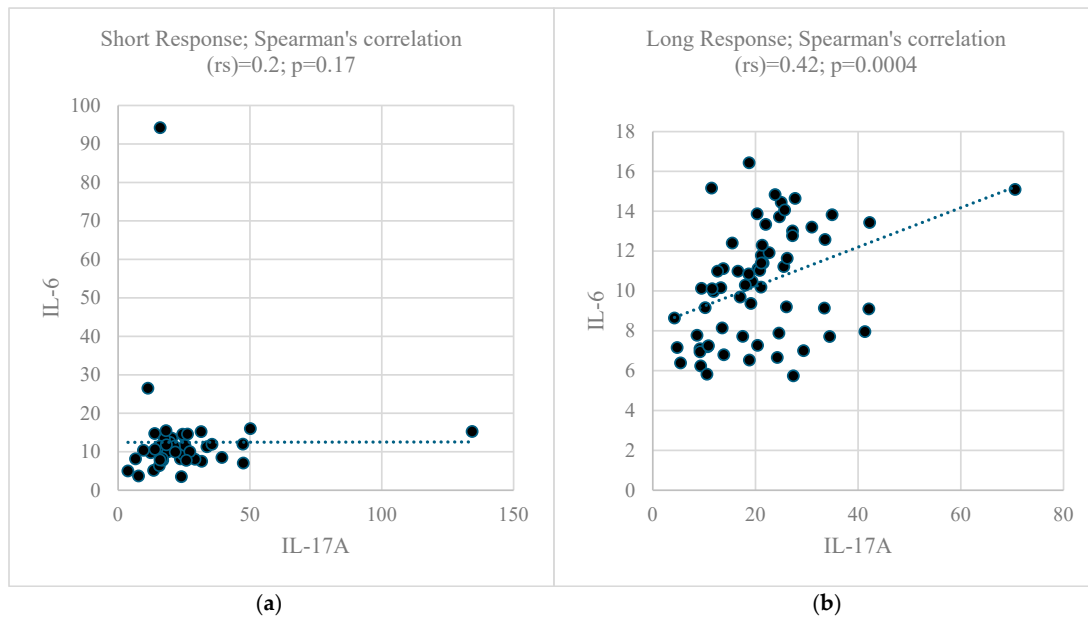 Short Response; Spearman's correlation
(rs)=0.2; p=0.17
100
90
80
70
60
50
40
30
20
10
0
IL-6
0 50 100 150
IL-17A
(a)
Long Response; Spearman's correlation
(rs)=0.42; p=0.0004
18
16
14
12
10
8
6
4
2
0
IL-6
0 20 40 60 80
IL-17A
(b)